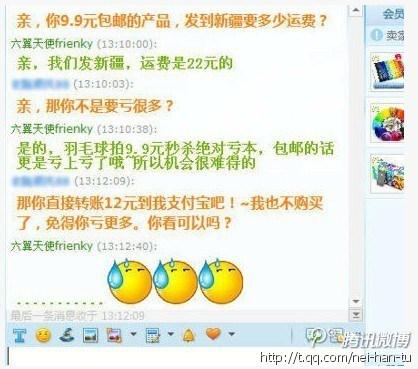 会员
亲，你9.9元包邮的产品，发到新疆要多少运费？
卖家
六翼天使frienky(13:10:00):
亲，我们发新疆，运费是22元的
(13:10:03):
亲，那你不是要亏很多？
六翼天使frienky(13:10:38):
是的，羽毛球拍9.9元秒杀绝对亏本，包邮的话
更是亏上亏了哦~所以机会很难得的
(13:12:09):
那你直接转账12元到我支付宝吧！~我也不购买
了，免得你亏更多。你看可以吗？
六翼天使frienky(13:12:40):
. . . . . . . . . . . .
最后一条消息收于 13:12:09
腾讯微博
http://t.qq.com/nei-han-tu